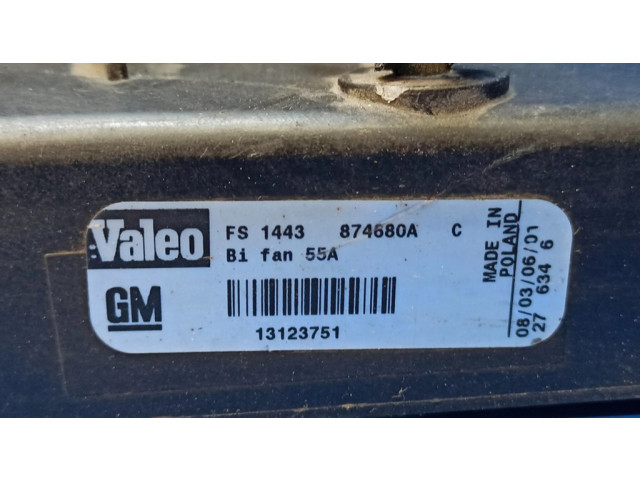 Valeo
FS 1443 874680A C
Bi fan 55A
GM
13123751
MADE IN
POLAND
08/03/06/01
27 634 6